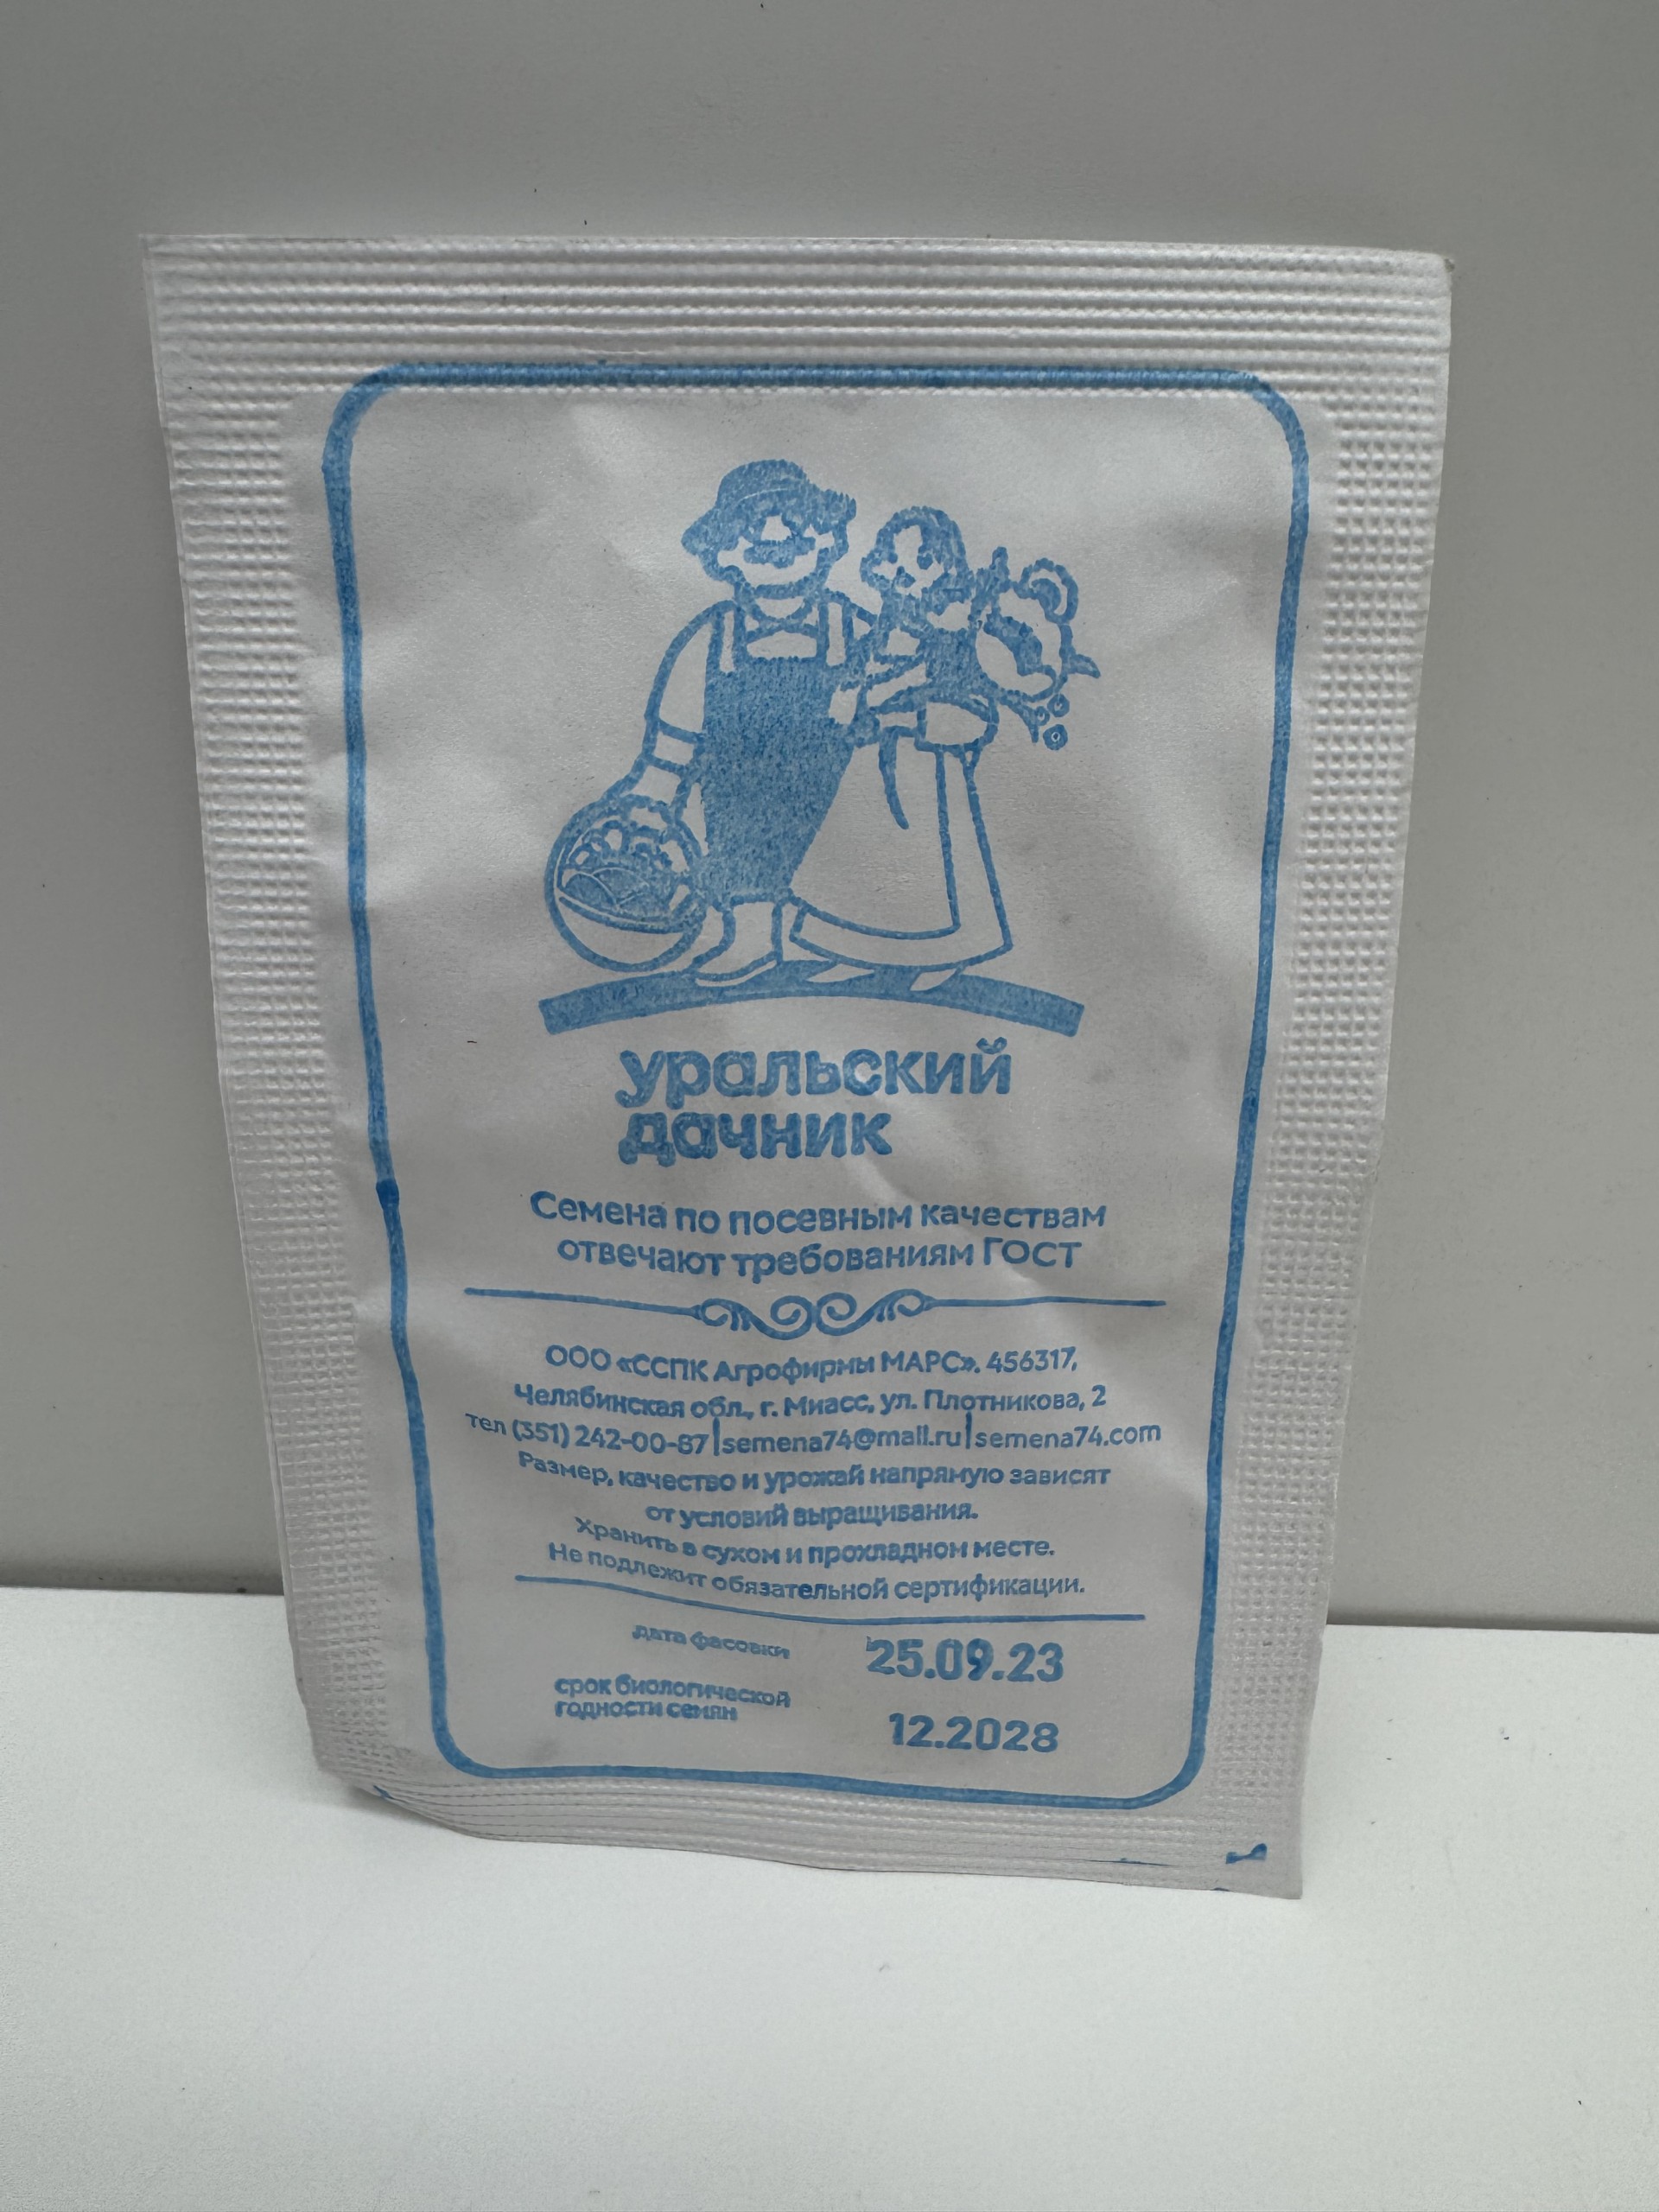 уральский
дачник
Семена по посевным качествам
отвечают требованиям ГОСТ
ООО «ССПК Агрофирмы МАРС». 456317,
Челябинская обл., г. Миасс, ул. Плотникова, 2
тел (351) 242-00-87|semena74@mail.ru|semena74.com
Размер, качество и урожай напрямую зависят
от условий выращивания.
Хранить в сухом и прохладном месте.
Не подлежит обязательной сертификации.
дата фасовки 25.09.23
срок биологической
годности семян 12.2028